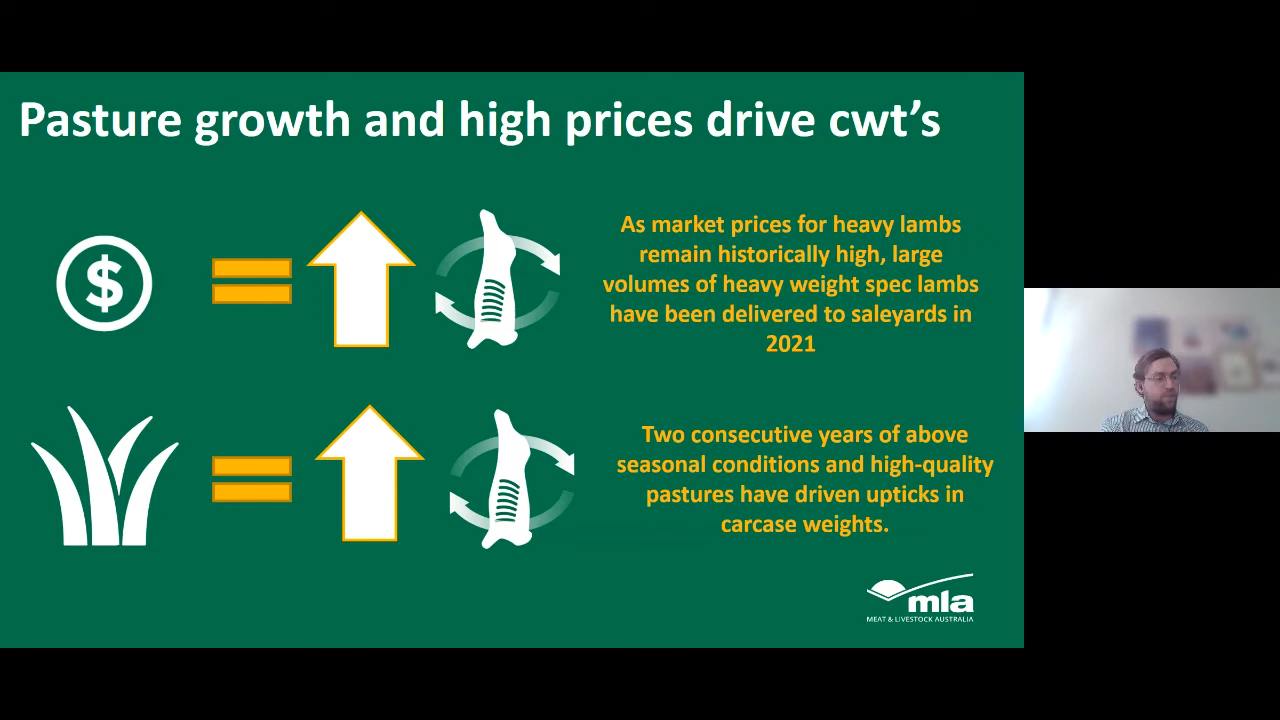 Pasture growth and high prices drive cwt's
$
As market prices for heavy lambs
remain historically high, large
volumes of heavy weight spec lambs
have been delivered to saleyards in
2021
Two consecutive years of above
seasonal conditions and high-quality
pastures have driven upticks in
carcase weights.
mla
MEAT & LIVESTOCK AUSTRALIA